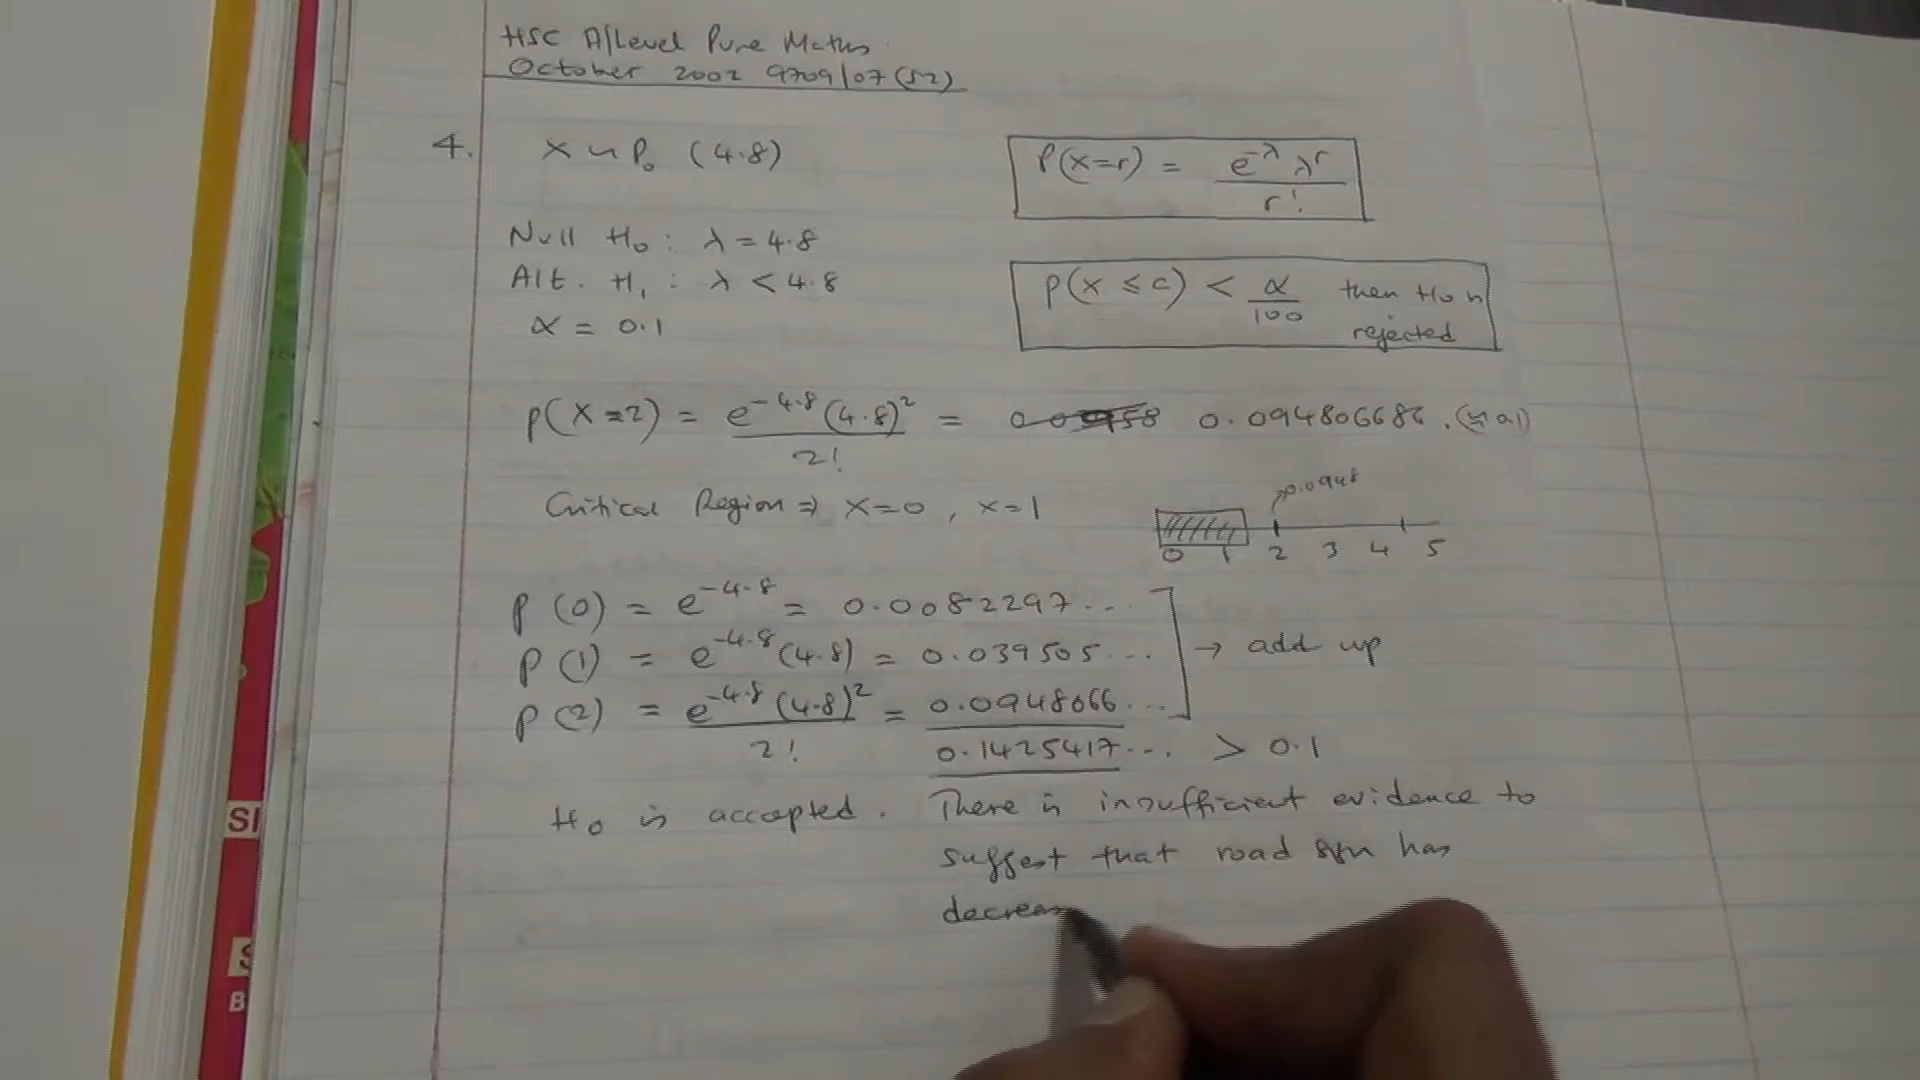 HSC A/Level Pure Maths
October 2002 9709/07 (S2)
4. X ~ Po (4.8)
P(x=r) = e^-λ λ^r / r!
Null H₀ : λ = 4.8
Alt. H₁ : λ < 4.8
α = 0.1
P(x ≤ c) < α/100 then H₀ is
rejected
P(X=2) = e^-4.8 (4.8)² / 2! = 0.094806686.
Critical Region ⇒ x=0, x=1
0.0948
0 1 2 3 4 5
P(0) = e^-4.8 = 0.0082297...
P(1) = e^-4.8 (4.8) = 0.039505...
→ add up
P(2) = e^-4.8 (4.8)² / 2! = 0.0948066...
0.1425417... > 0.1
H₀ is accepted. There is insufficient evidence to
suggest that road has
decreas
SI
S
B